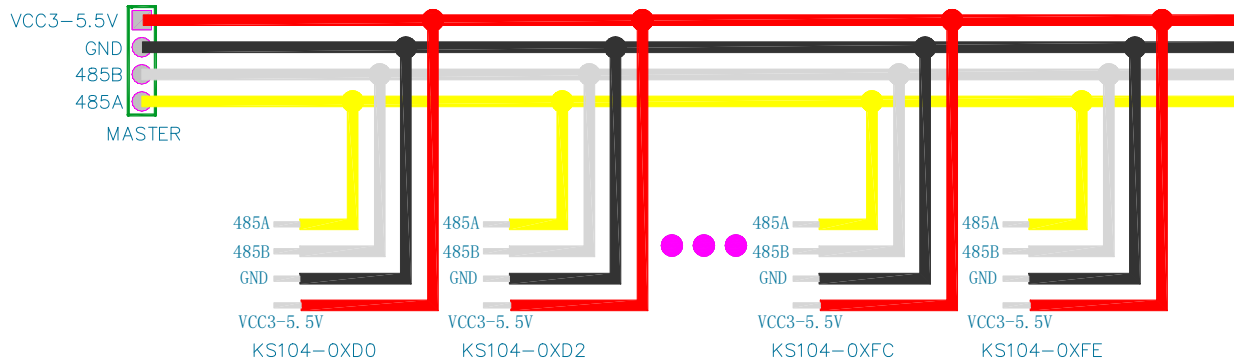 VCC3-5.5V
GND
485B
485A
MASTER
485A 485A 485A 485A
485B 485B 485B 485B
GND GND GND GND
VCC3-5.5V VCC3-5.5V VCC3-5.5V VCC3-5.5V
KS104-0XD0 KS104-0XD2 KS104-0XFC KS104-0XFE